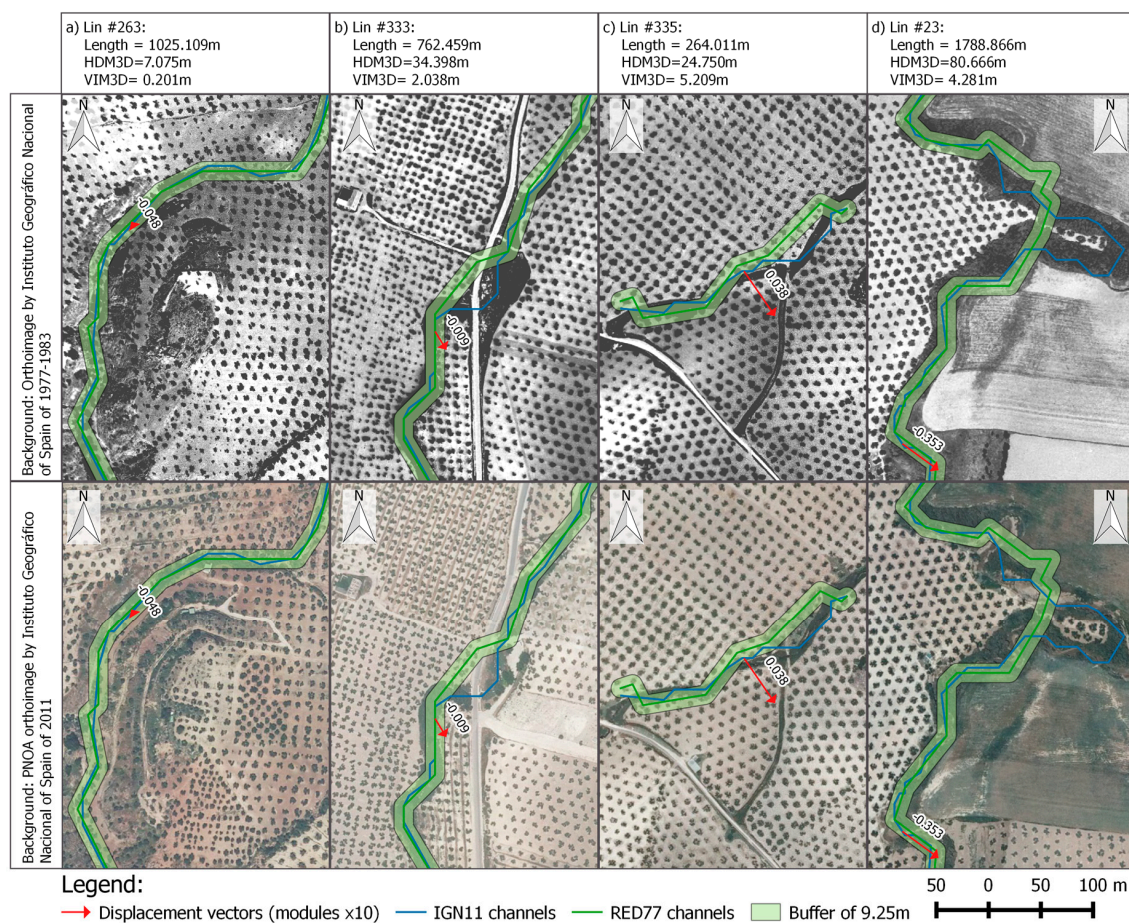 a) Lin #263:
Length = 1025.109m
HDM3D=7.075m
VIM3D= 0.201m
b) Lin #333:
Length = 762.459m
HDM3D=34.398m
VIM3D= 2.038m
c) Lin #335:
Length = 264.011m
HDM3D=24.750m
VIM3D= 5.209m
d) Lin #23:
Length = 1788.866m
HDM3D=80.666m
VIM3D= 4.281m
Background: Orthoimage by Instituto Geográfico Nacional
of Spain of 1977-1983
N
-0.048
N
-0.009
N
0.038
N
-0.353
Background: PNOA orthoimage by Instituto Geográfico
Nacional of Spain of 2011
N
-0.048
N
-0.009
N
0.038
N
-0.353
Legend:
Displacement vectors (modules x10)
IGN11 channels
RED77 channels
Buffer of 9.25m
50 0 50 100 m